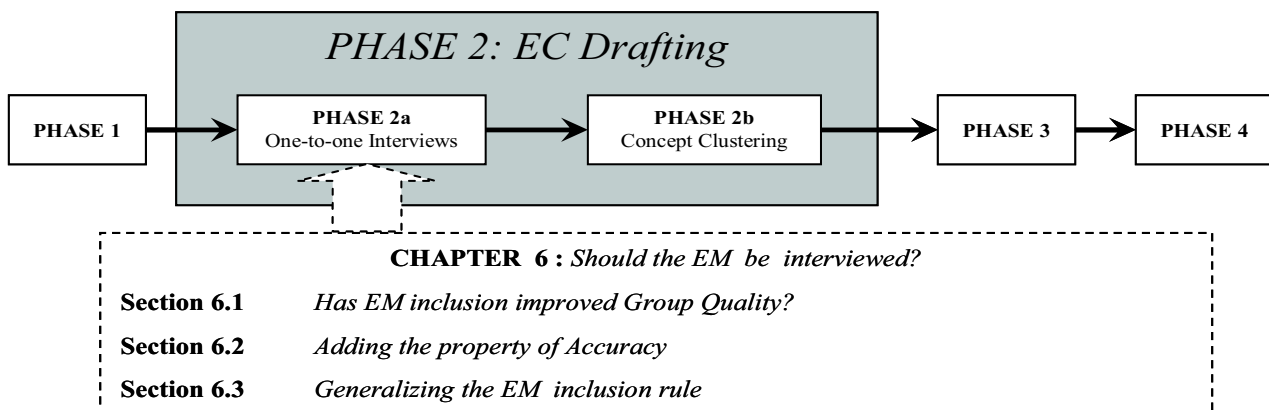 PHASE 2: EC Drafting
PHASE 1
PHASE 2a
One-to-one Interviews
PHASE 2b
Concept Clustering
PHASE 3
PHASE 4
CHAPTER 6 : Should the EM be interviewed?
Section 6.1 Has EM inclusion improved Group Quality?
Section 6.2 Adding the property of Accuracy
Section 6.3 Generalizing the EM inclusion rule